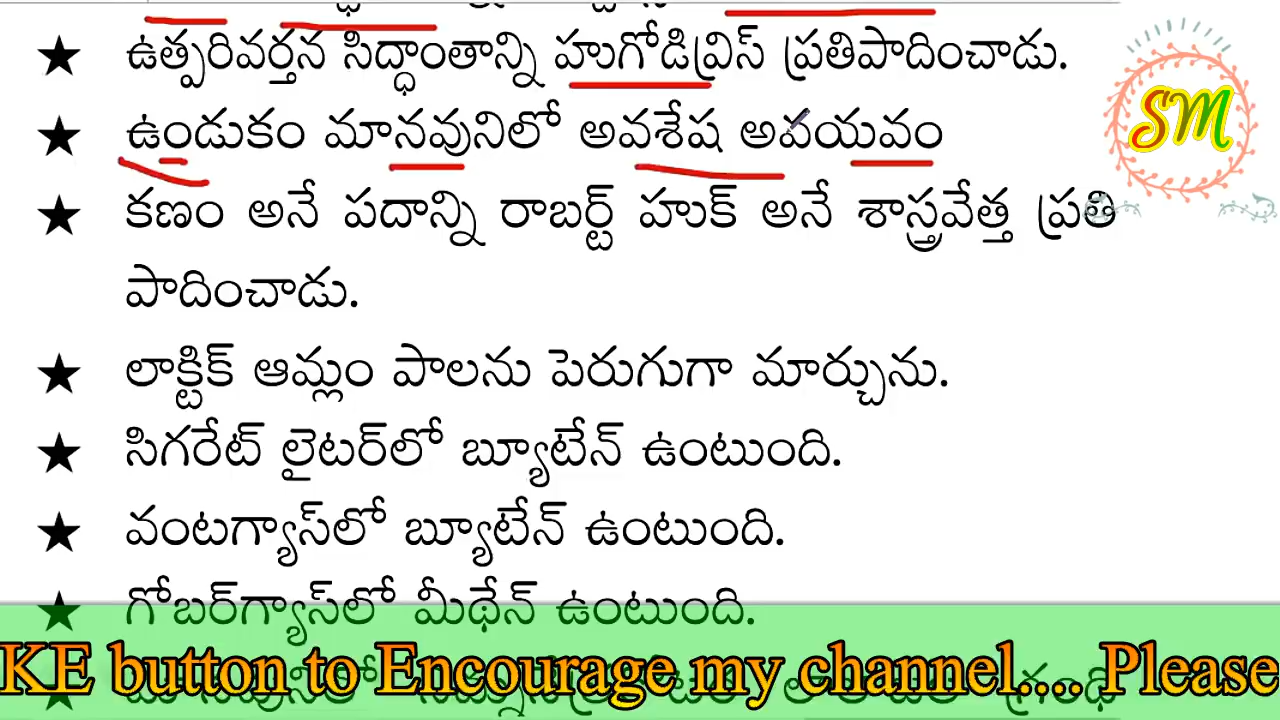 ఉత్పరివర్తన సిద్ధాంతాన్ని హుగోడివ్రిస్ ప్రతిపాదించాడు.
SM
ఉండుకం మానవునిలో అవశేష అవయవం
కణం అనే పదాన్ని రాబర్ట్ హుక్ అనే శాస్త్రవేత్త ప్రతి
పాదించాడు.
లాక్టిక్ ఆమ్లం పాలను పెరుగుగా మార్చును.
సిగరేట్ లైటర్‌లో బ్యూటేన్ ఉంటుంది.
వంటగ్యాస్‌లో బ్యూటేన్ ఉంటుంది.
గోబర్‌గ్యాస్‌లో మీథేన్ ఉంటుంది.
KE button to Encourage my channel.... Please